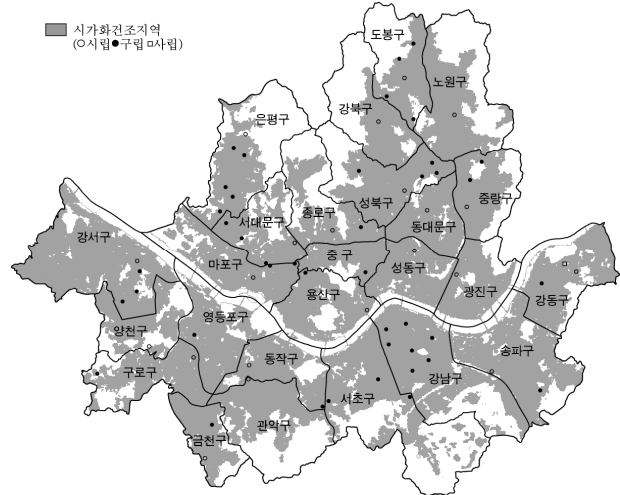 시가화건조지역
(○시립●구립□사립)
도봉구
노원구
강북구
은평구
성북구
중랑구
종로구
서대문구
동대문구
강서구
마포구
중 구
성동구
광진구
용산구
강동구
양천구
영등포구
동작구
송파구
구로구
서초구
강남구
관악구
금천구